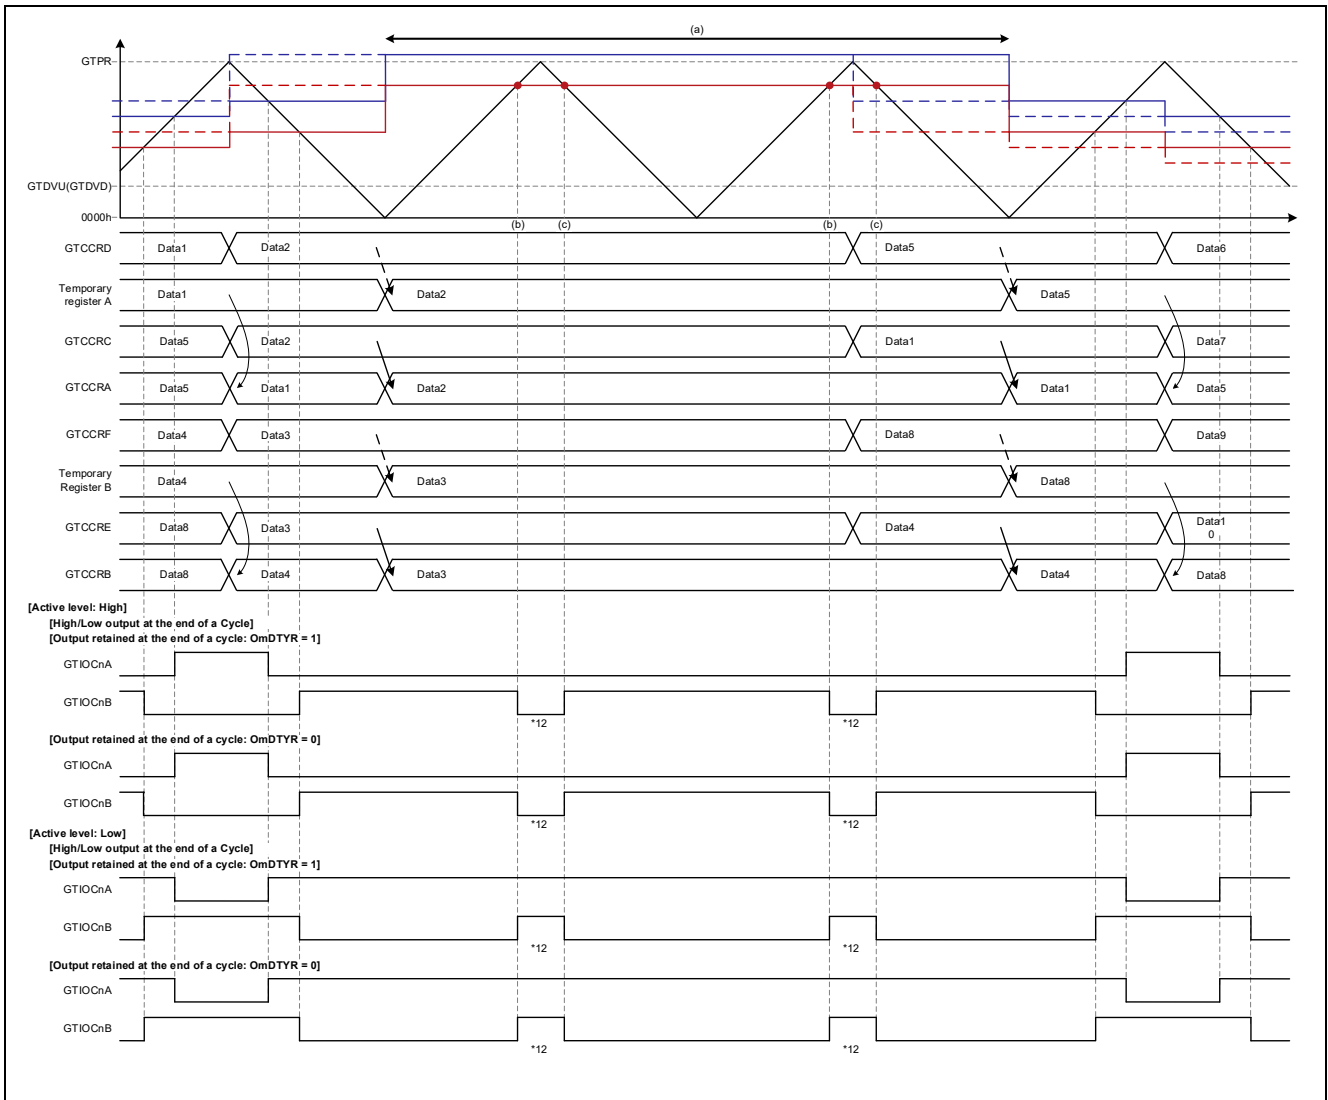 (a)
GTPR
GTDVU(GTDVD)
0000h
(b) (c) (b) (c)
GTCCRD Data1 Data2 Data5 Data6
Temporary
register A Data1 Data2 Data5
GTCCRC Data5 Data2 Data1 Data7
GTCCRA Data5 Data1 Data2 Data1 Data5
GTCCRF Data4 Data3 Data8 Data9
Temporary
Register B Data4 Data3 Data8
GTCCRE Data8 Data3 Data4 Data1
0
GTCCRB Data8 Data4 Data3 Data4 Data8
[Active level: High]
[High/Low output at the end of a Cycle]
[Output retained at the end of a cycle: OmDTYR = 1]
GTIOCnA
GTIOCnB
*12 *12
[Output retained at the end of a cycle: OmDTYR = 0]
GTIOCnA
GTIOCnB
*12 *12
[Active level: Low]
[High/Low output at the end of a Cycle]
[Output retained at the end of a cycle: OmDTYR = 1]
GTIOCnA
GTIOCnB
*12 *12
[Output retained at the end of a cycle: OmDTYR = 0]
GTIOCnA
GTIOCnB
*12 *12